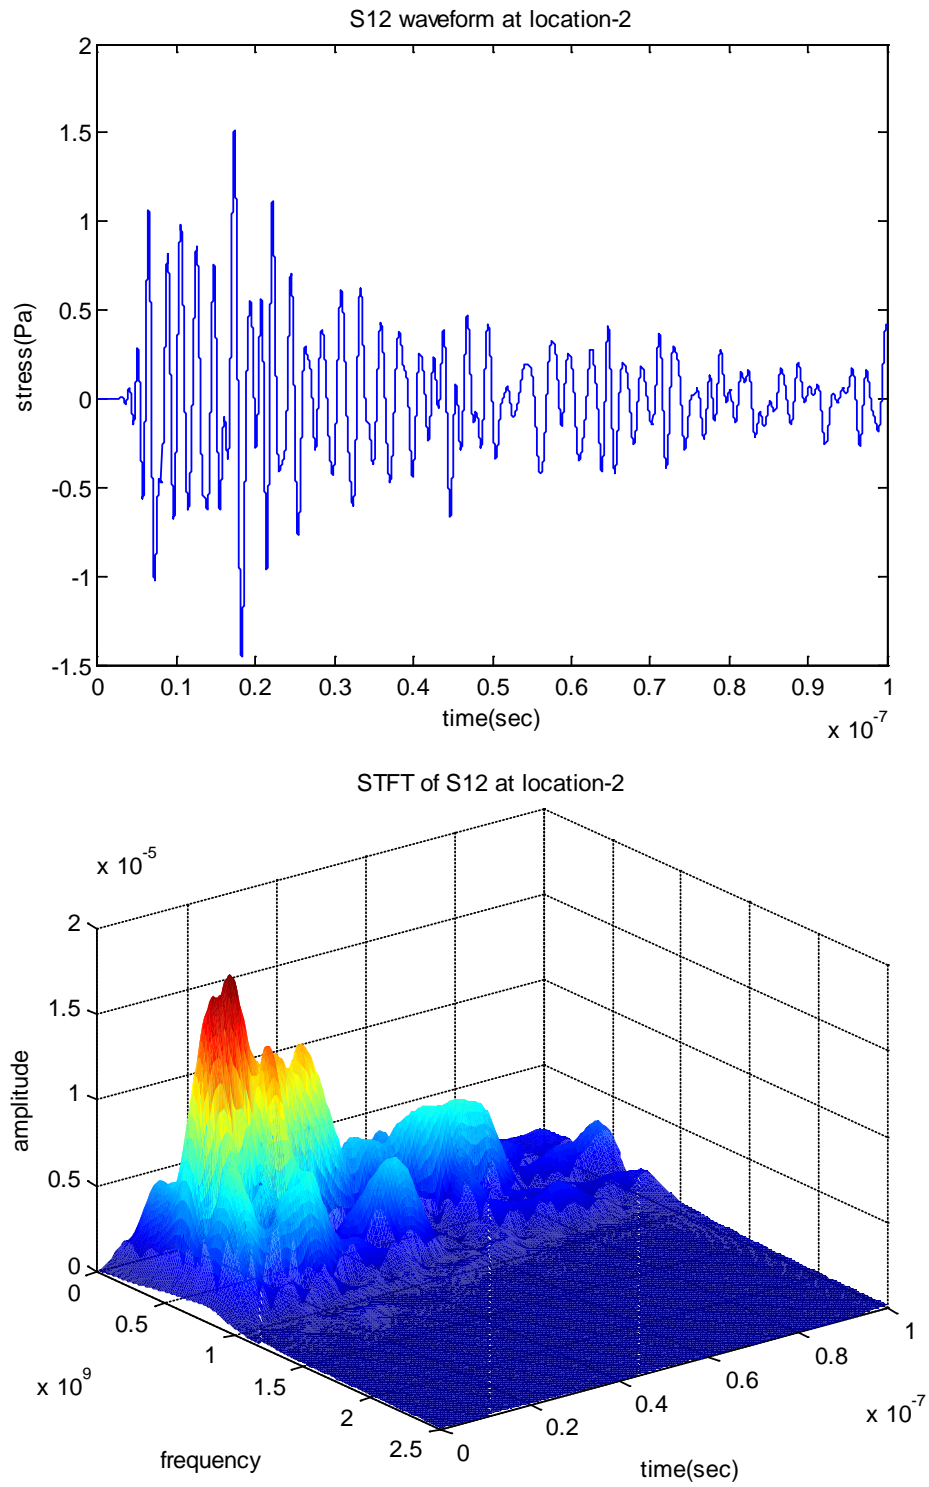 S12 waveform at location-2
2
1.5
1
0.5
0
-0.5
-1
-1.5
stress(Pa)
0 0.1 0.2 0.3 0.4 0.5 0.6 0.7 0.8 0.9 1
time(sec)
x 10^-7
STFT of S12 at location-2
x 10^-5
2
1.5
1
0.5
0
amplitude
0
0.5
1
1.5
2
2.5
x 10^9
frequency
0
0.2
0.4
0.6
0.8
1
x 10^-7
time(sec)